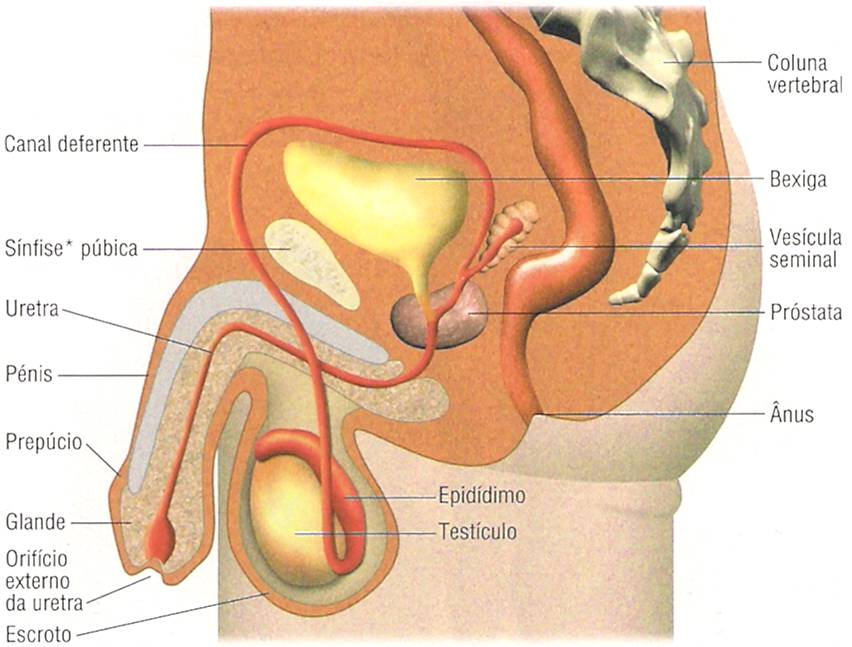 Canal deferente
Sínfise* púbica
Uretra
Pénis
Prepúcio
Glande
Orifício
externo
da uretra
Escroto
Coluna
vertebral
Bexiga
Vesícula
seminal
Próstata
Ânus
Epidídimo
Testículo